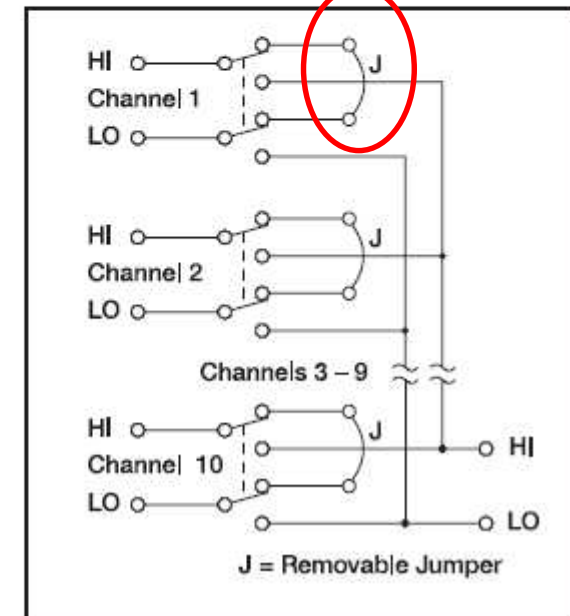 HI
J
Channel 1
LO
HI
J
Channel 2
LO
Channels 3 – 9
HI
J
HI
Channel 10
LO
LO
J = Removable Jumper